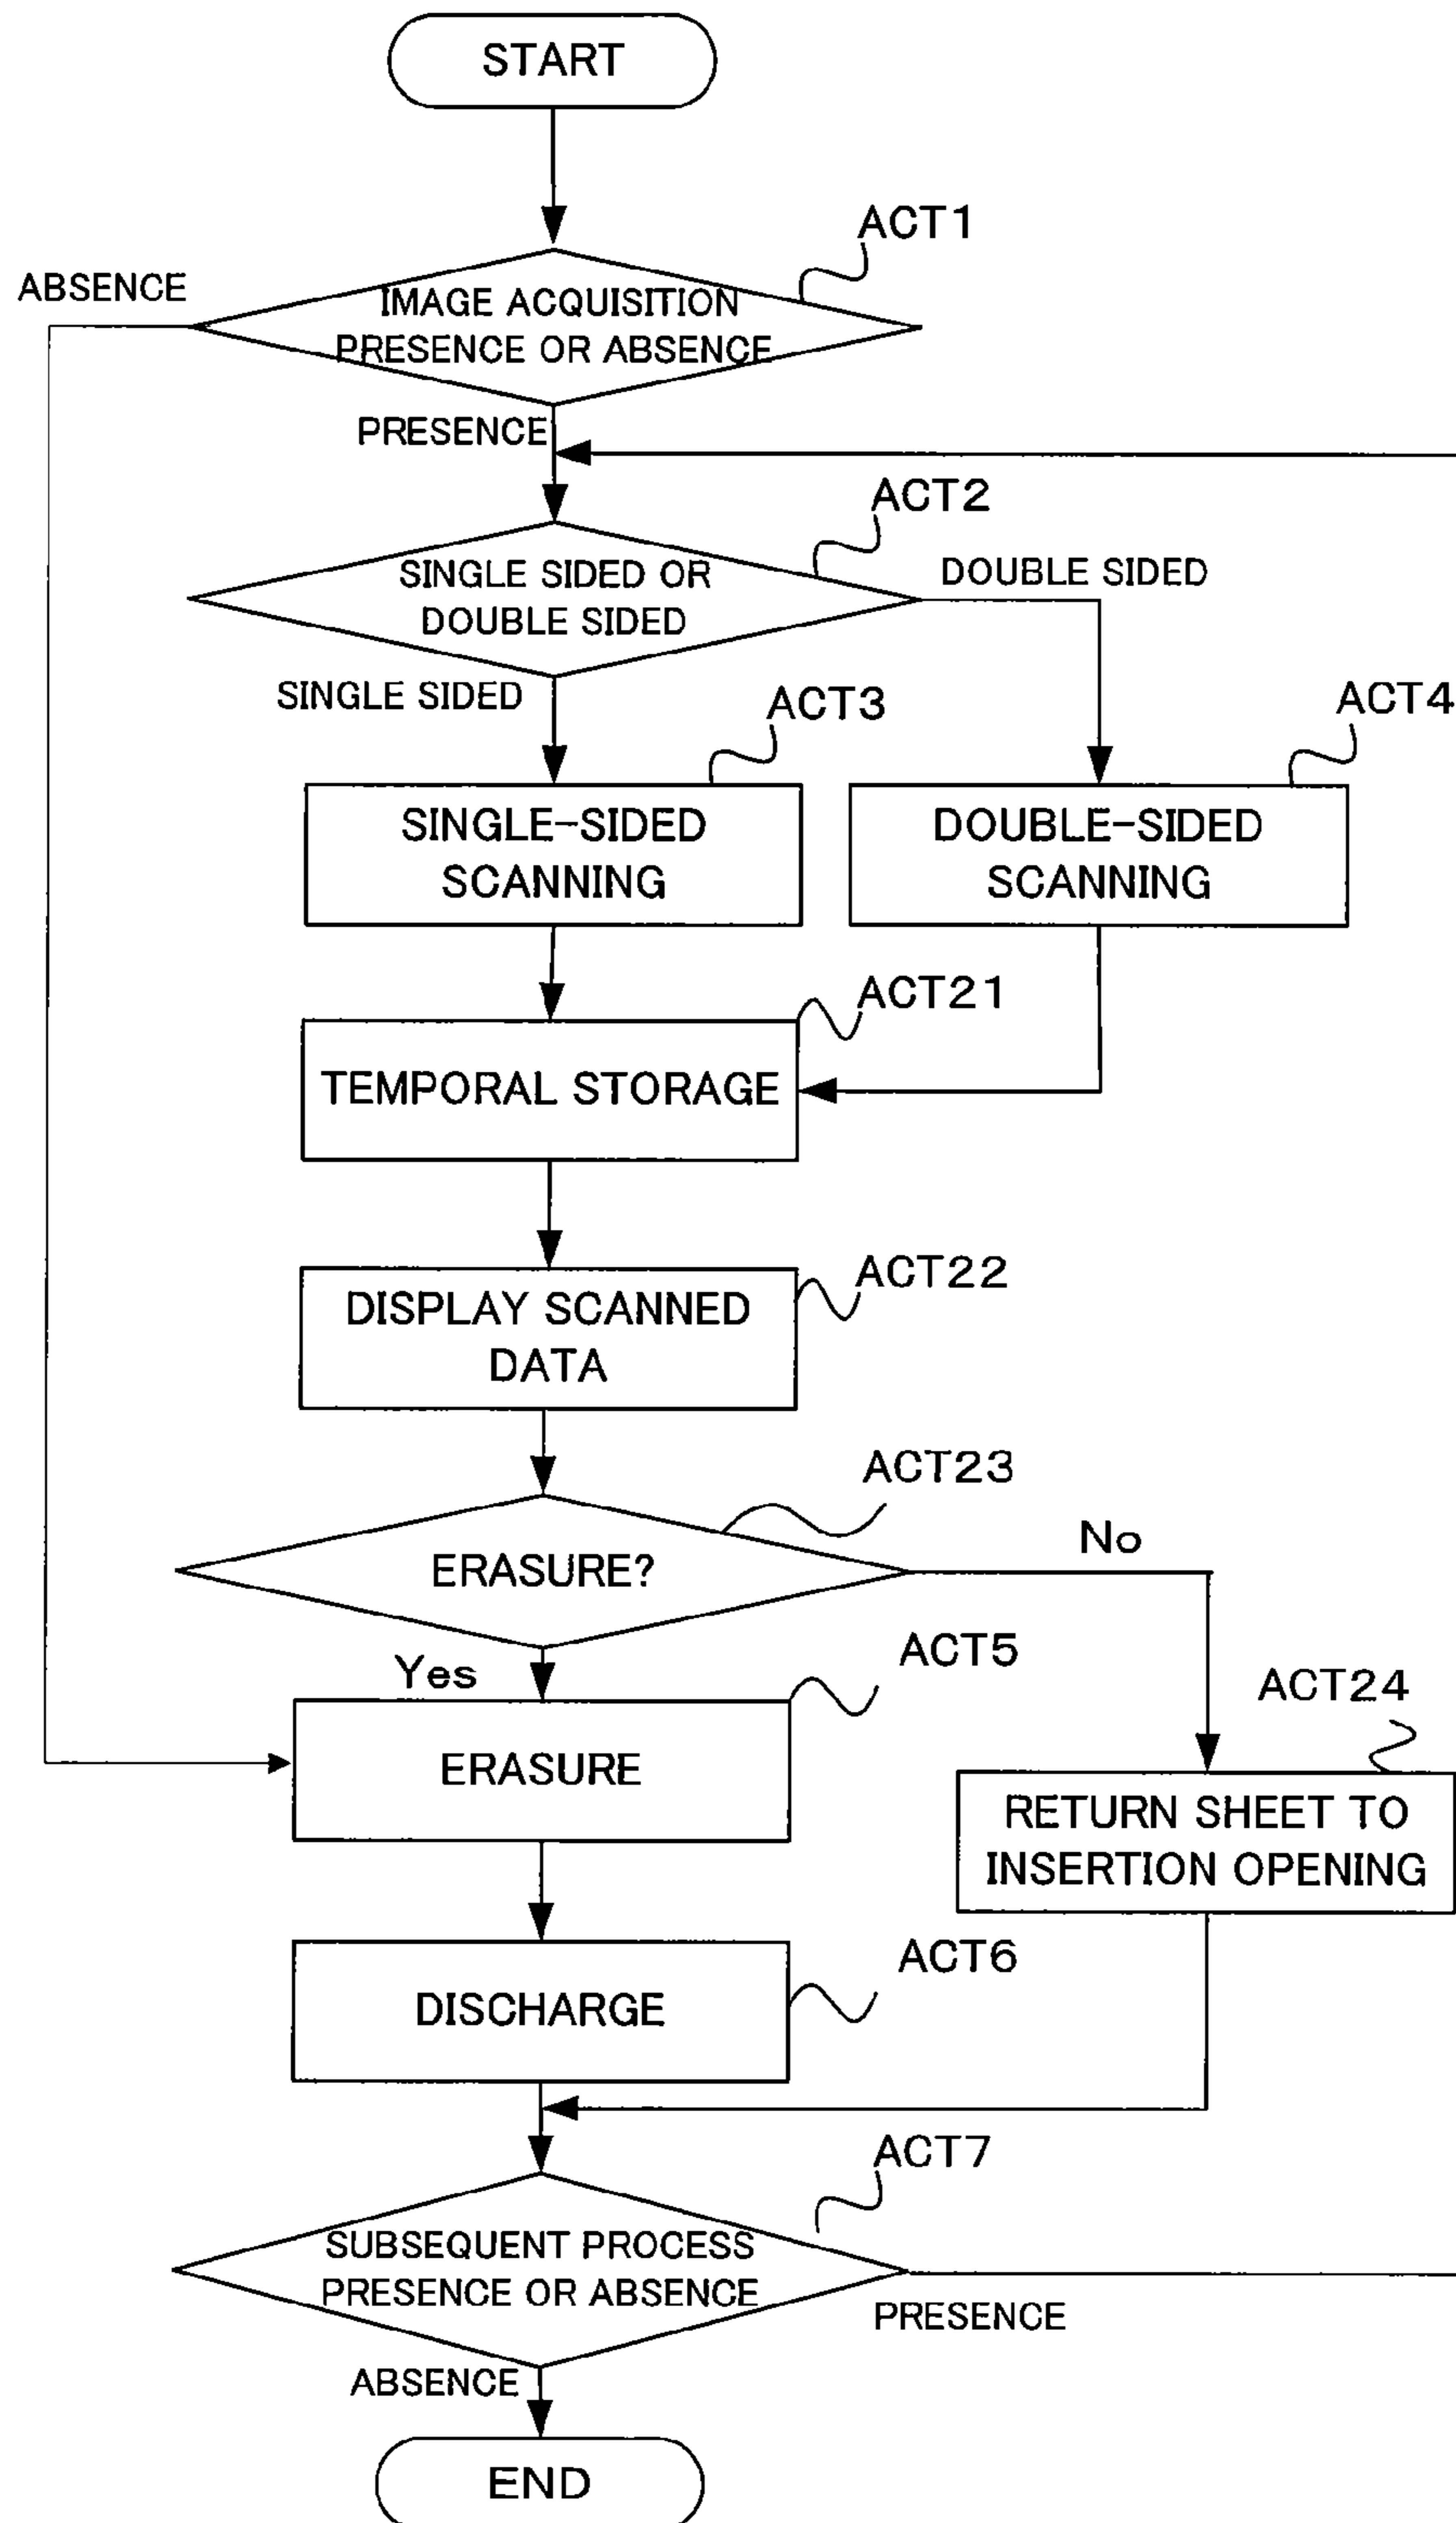 START
ACT1
ABSENCE
IMAGE ACQUISITION
PRESENCE OR ABSENCE
PRESENCE
ACT2
SINGLE SIDED OR
DOUBLE SIDED
DOUBLE SIDED
SINGLE SIDED
ACT3
ACT4
SINGLE-SIDED
SCANNING
DOUBLE-SIDED
SCANNING
ACT21
TEMPORAL STORAGE
ACT22
DISPLAY SCANNED
DATA
ACT23
ERASURE?
No
Yes
ACT5
ERASURE
ACT24
RETURN SHEET TO
INSERTION OPENING
ACT6
DISCHARGE
ACT7
SUBSEQUENT PROCESS
PRESENCE OR ABSENCE
PRESENCE
ABSENCE
END